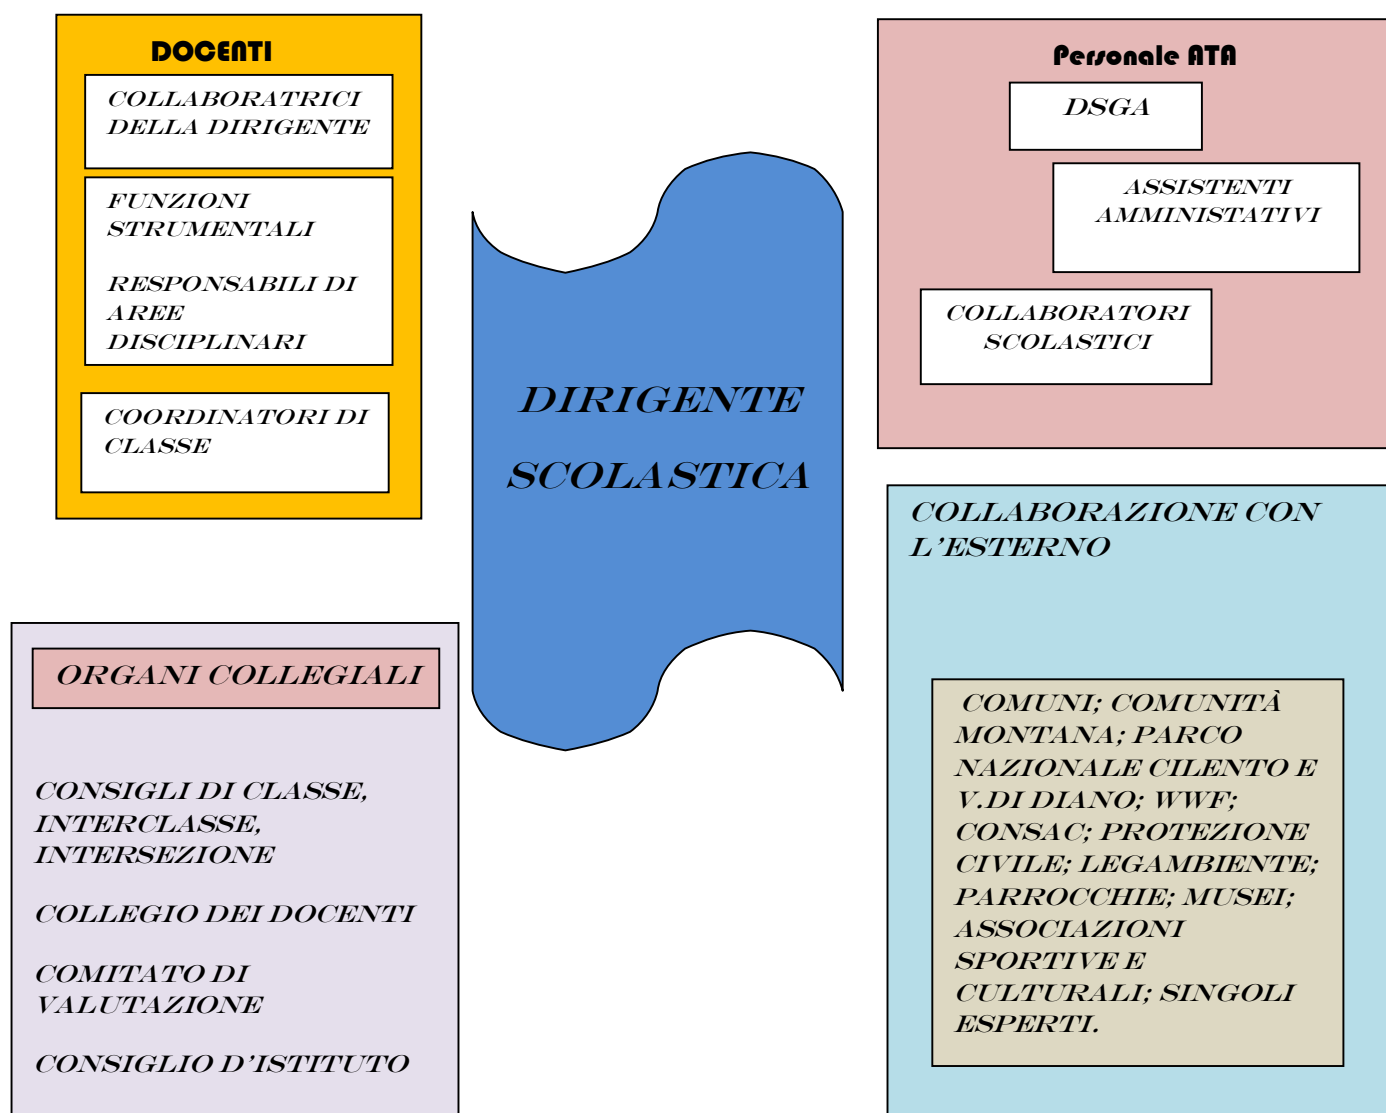 DOCENTI
COLLABORATRICI
DELLA DIRIGENTE
FUNZIONI
STRUMENTALI
RESPONSABILI DI
AREE
DISCIPLINARI
COORDINATORI DI
CLASSE
Personale ATA
DSGA
ASSISTENTI
AMMINISTATIVI
COLLABORATORI
SCOLASTICI
DIRIGENTE
SCOLASTICA
COLLABORAZIONE CON
L’ESTERNO
COMUNI; COMUNITÀ
MONTANA; PARCO
NAZIONALE CILENTO E
V.DI DIANO; WWF;
CONSAC; PROTEZIONE
CIVILE; LEGAMBIENTE;
PARROCCHIE; MUSEI;
ASSOCIAZIONI
SPORTIVE E
CULTURALI; SINGOLI
ESPERTI.
ORGANI COLLEGIALI
CONSIGLI DI CLASSE,
INTERCLASSE,
INTERSEZIONE
COLLEGIO DEI DOCENTI
COMITATO DI
VALUTAZIONE
CONSIGLIO D’ISTITUTO